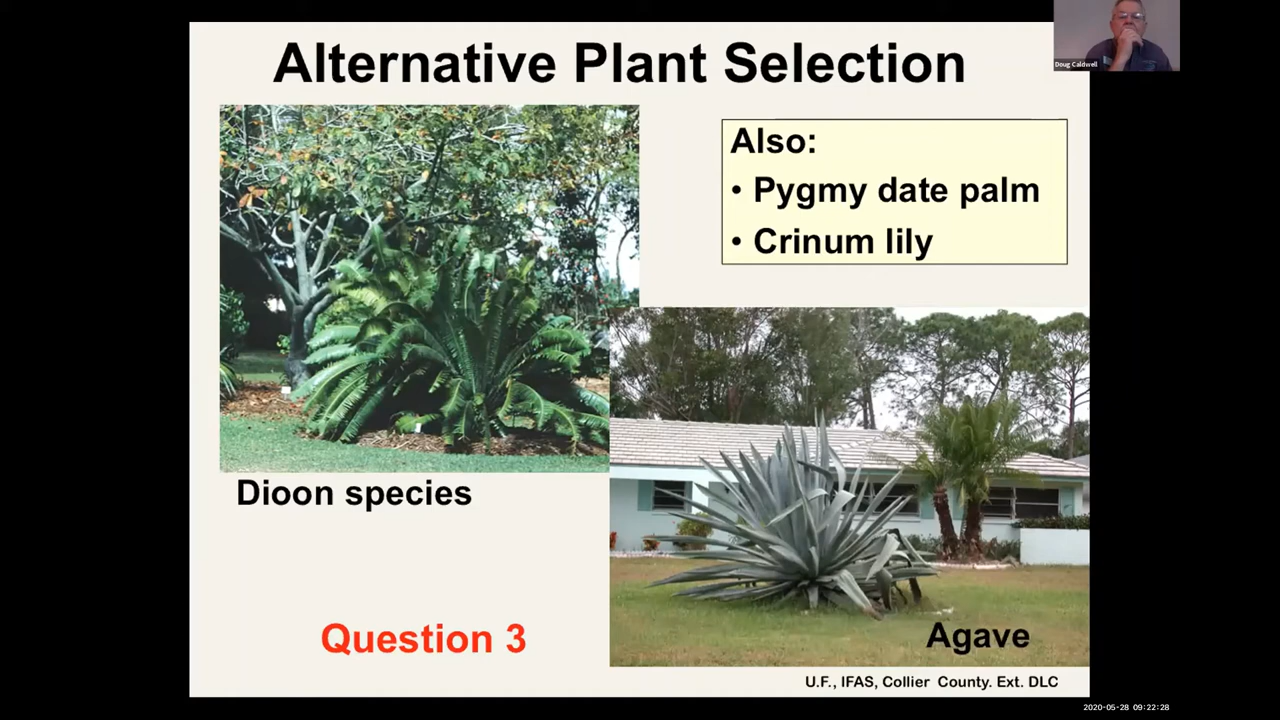 Alternative Plant Selection
Doug Caldwell
Also:
• Pygmy date palm
• Crinum lily
Dioon species
Question 3
Agave
U.F., IFAS, Collier County. Ext. DLC
2020-05-28 09:22:28